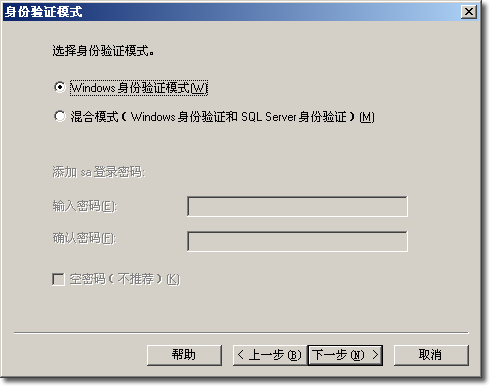 身份验证模式
选择身份验证模式。
Windows 身份验证模式(W)
混合模式（Windows 身份验证和 SQL Server 身份验证）(M)
添加 sa 登录密码:
输入密码(E):
确认密码(F):
空密码（不推荐）(K)
帮助 < 上一步 (B) 下一步 (N) > 取消